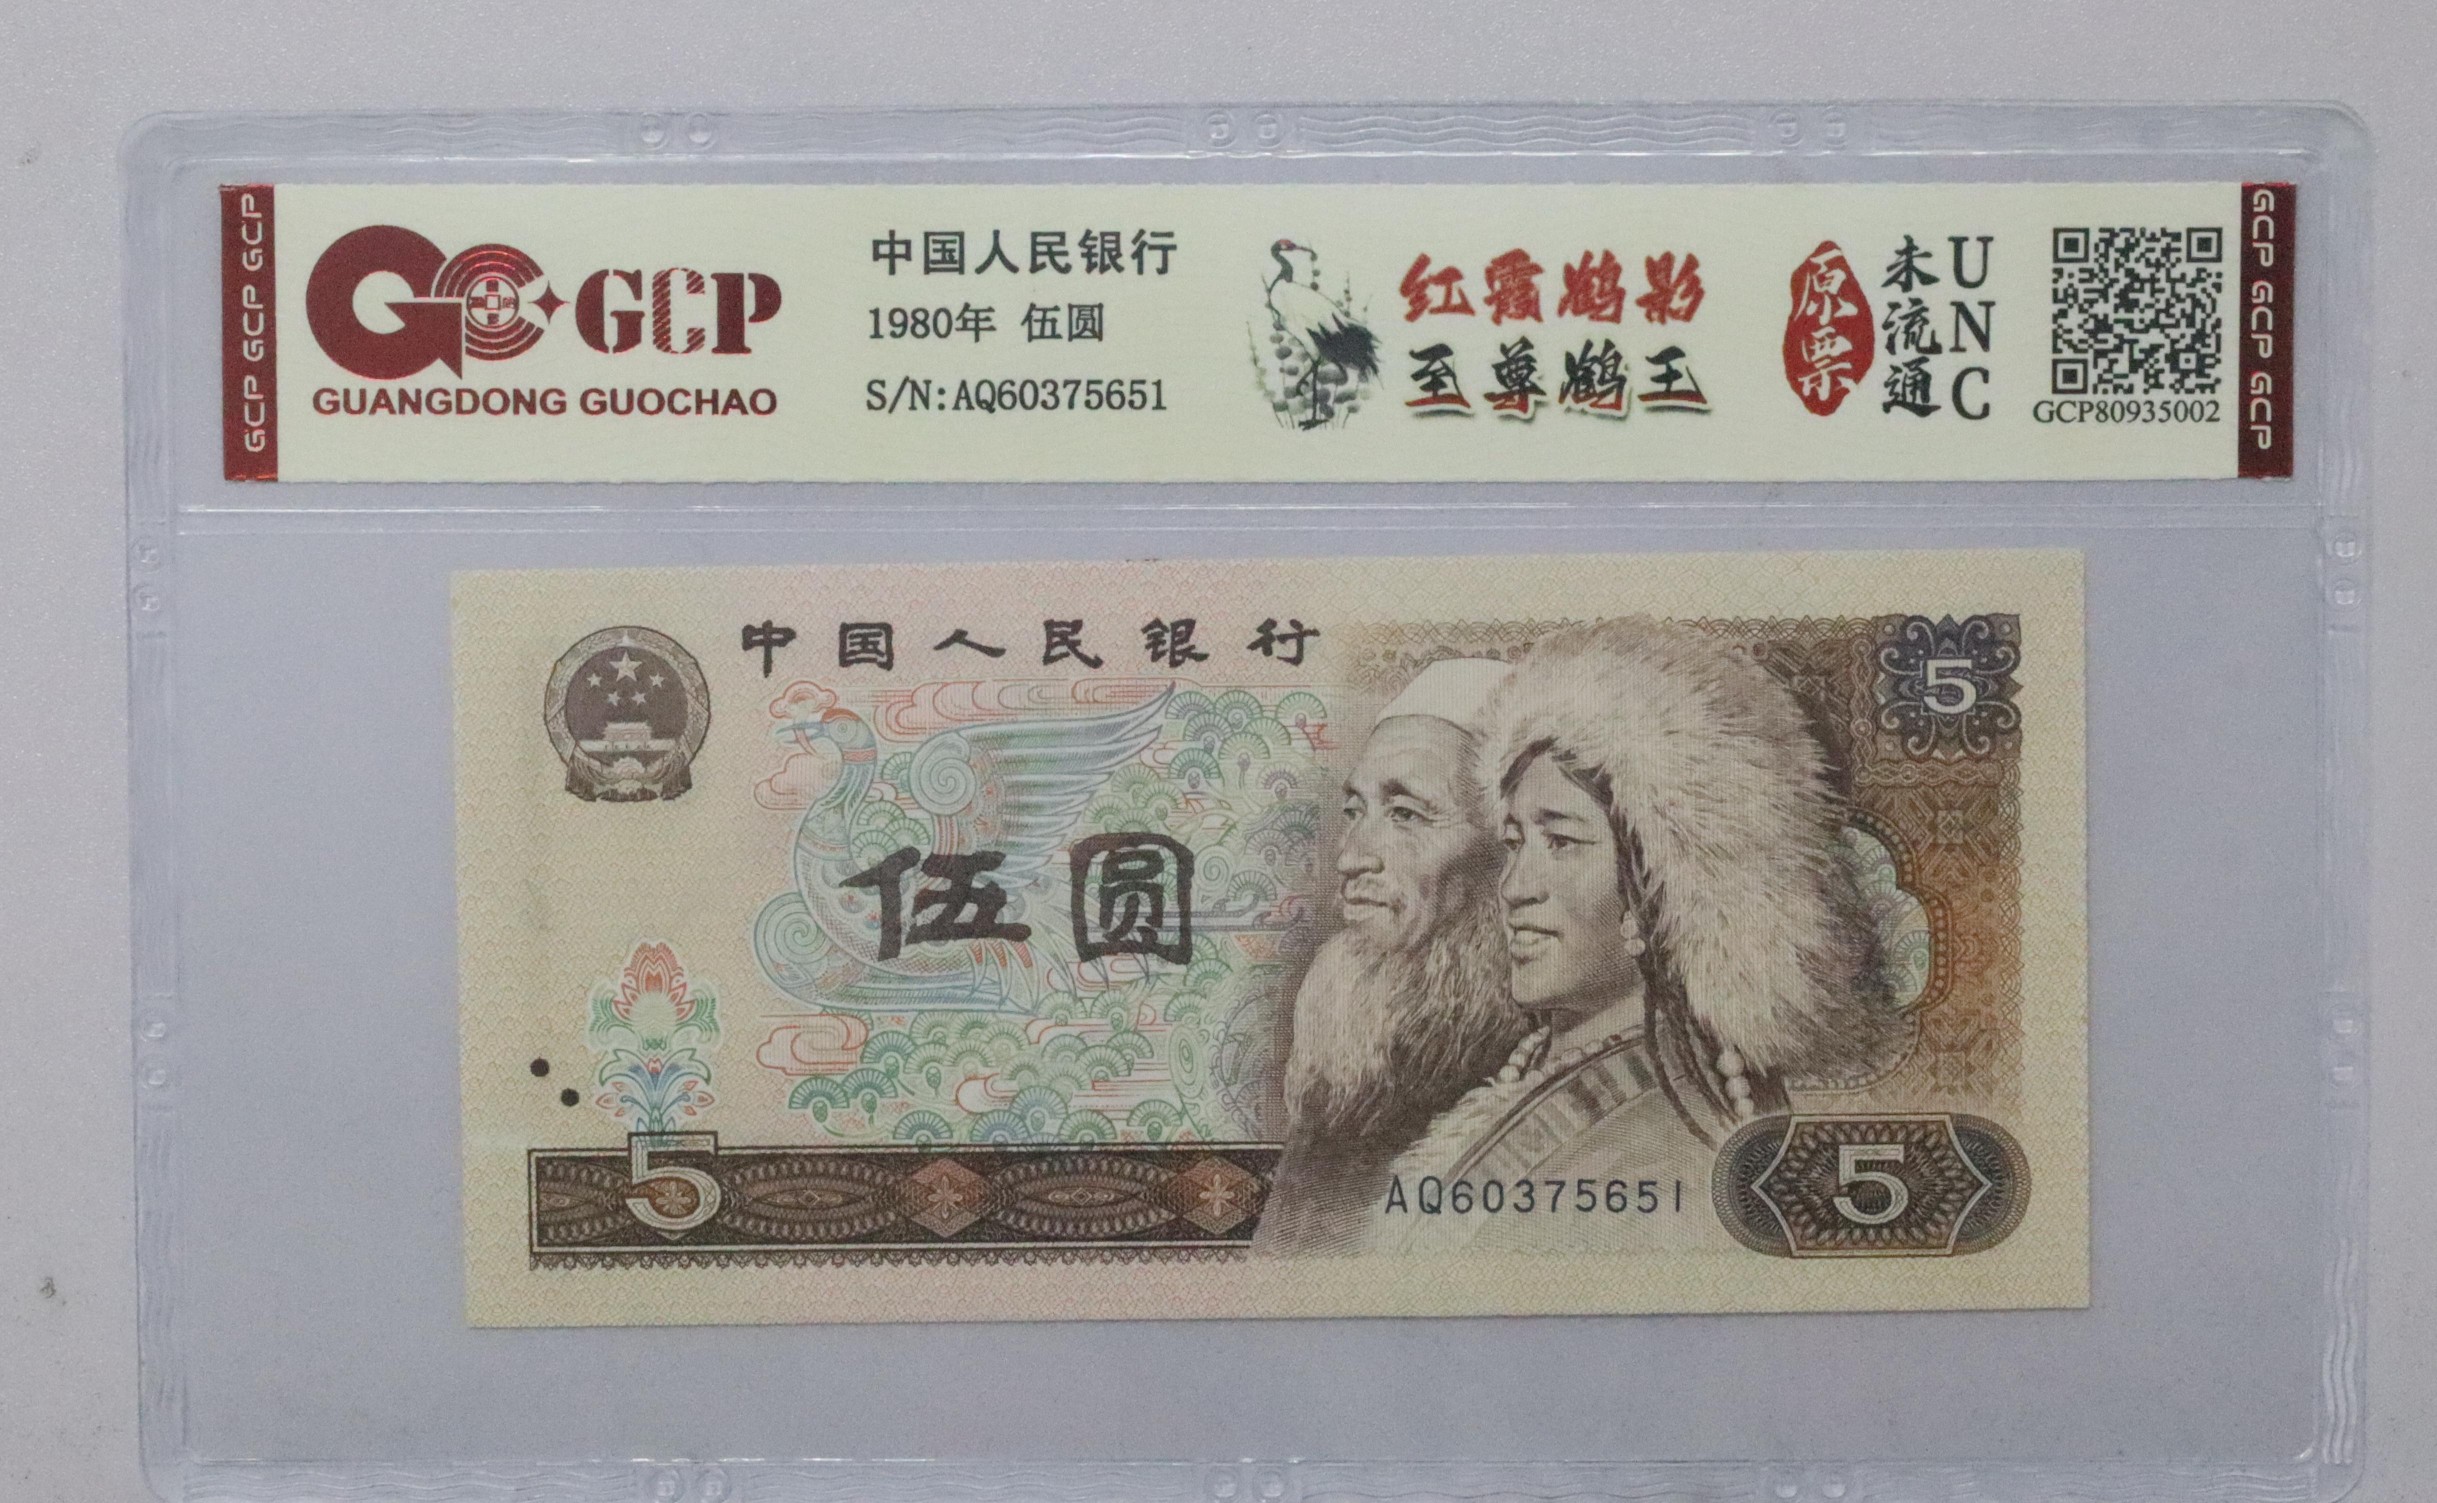 GCP GCP GCP
GCP
GUANGDONG GUOCHAO
中国人民银行
1980年 伍圆
S/N:AQ60375651
红霞鹤影
至尊鹤王
原票
未流通
UNC
GCP80935002
GCP GCP GCP
中国人民银行
5
伍圆
5
AQ60375651
5